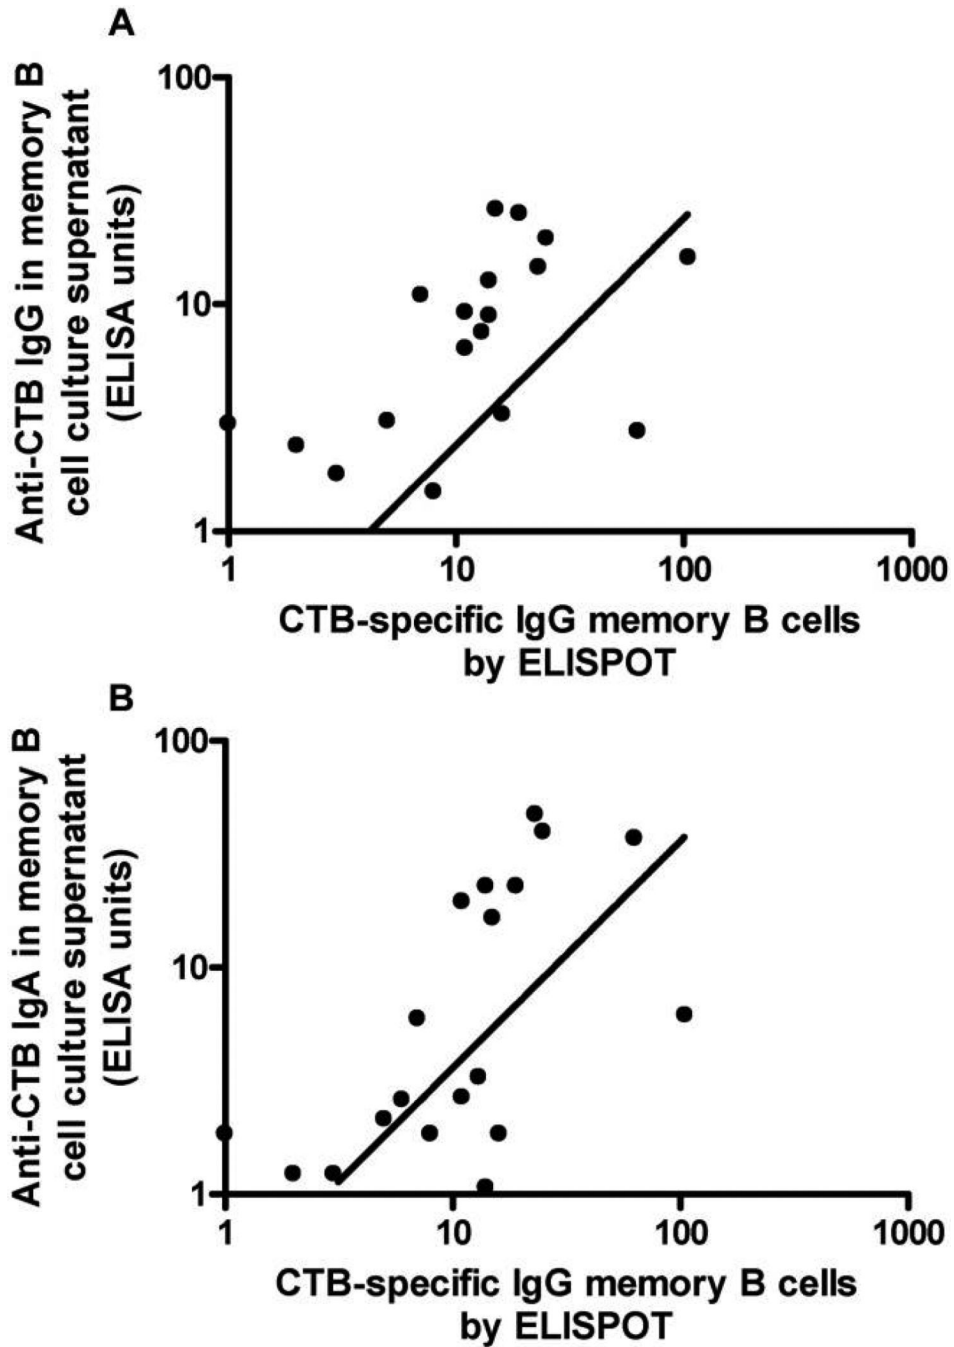 A
Anti-CTB IgG in memory B
cell culture supernatant
(ELISA units)
100
10
1
1 10 100 1000
CTB-specific IgG memory B cells
by ELISPOT
B
Anti-CTB IgA in memory B
cell culture supernatant
(ELISA units)
100
10
1
1 10 100 1000
CTB-specific IgG memory B cells
by ELISPOT